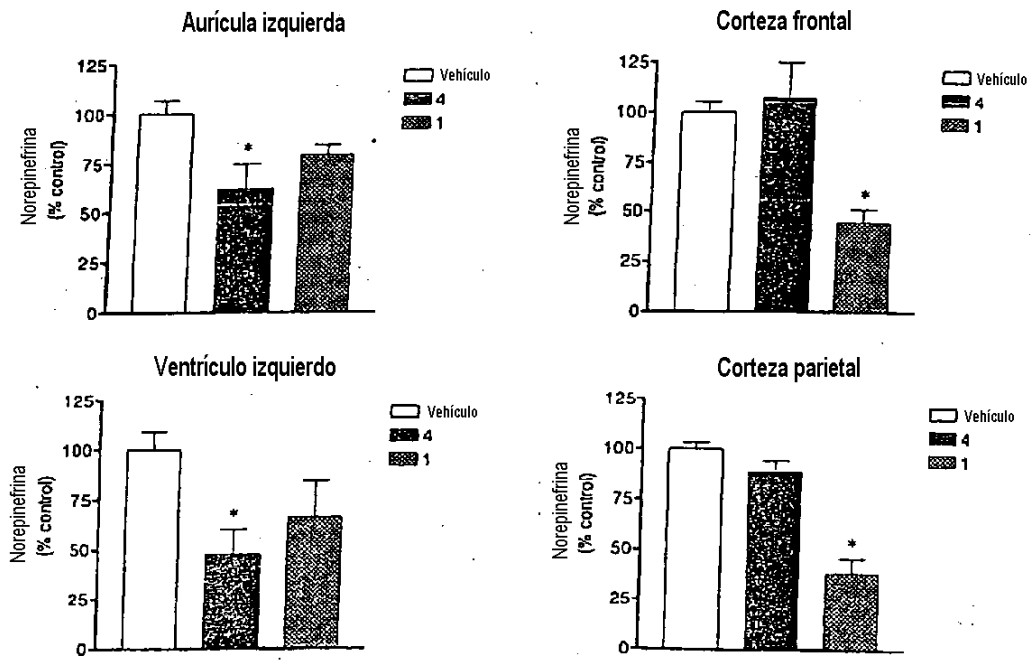 Aurícula izquierda
Norepinefrina
(% control)
125
100
75
50
25
0
*
Vehículo
4
1
Corteza frontal
Norepinefrina
(% control)
125
100
75
50
25
0
*
Vehículo
4
1
Ventrículo izquierdo
Norepinefrina
(% control)
125
100
75
50
25
0
*
Vehículo
4
1
Corteza parietal
Norepinefrina
(% control)
125
100
75
50
25
0
*
Vehículo
4
1